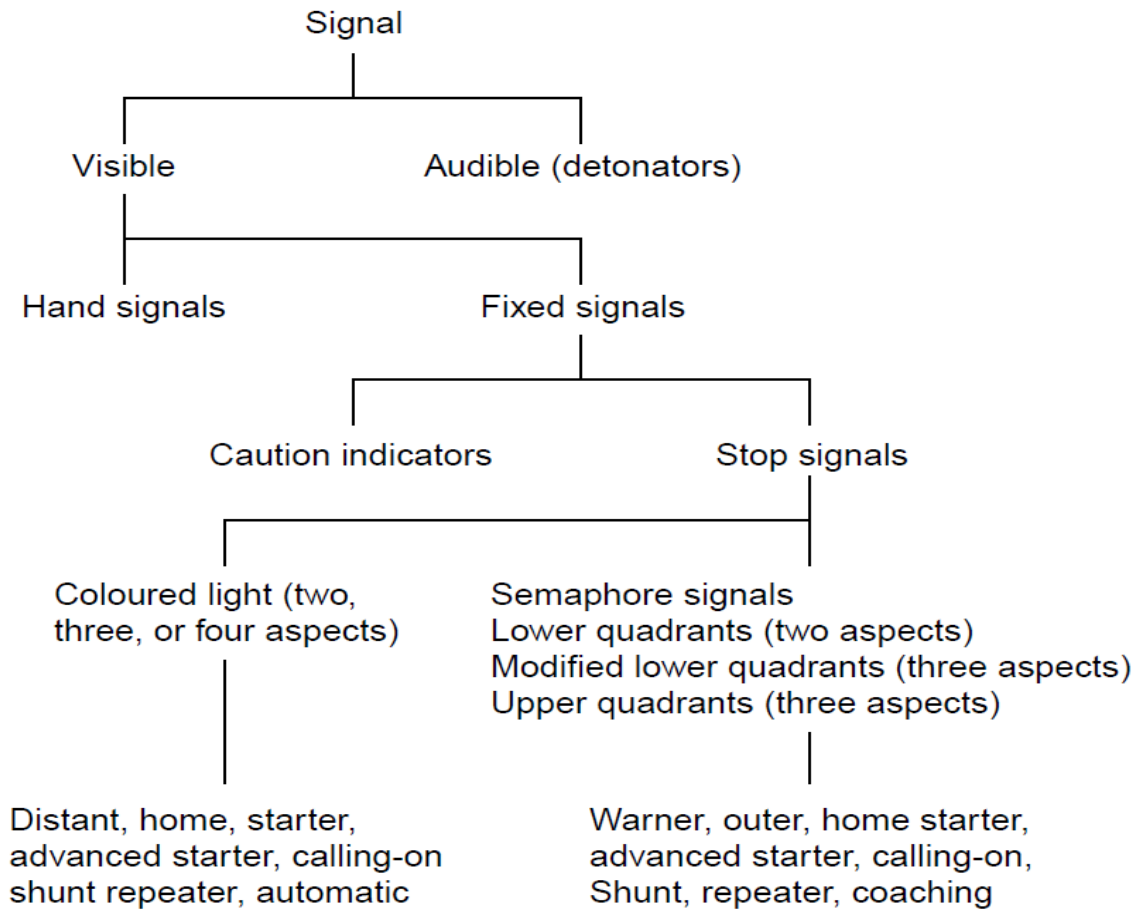 Signal
Visible
Audible (detonators)
Hand signals
Fixed signals
Caution indicators
Stop signals
Coloured light (two,
three, or four aspects)
Semaphore signals
Lower quadrants (two aspects)
Modified lower quadrants (three aspects)
Upper quadrants (three aspects)
Distant, home, starter,
advanced starter, calling-on
shunt repeater, automatic
Warner, outer, home starter,
advanced starter, calling-on,
Shunt, repeater, coaching